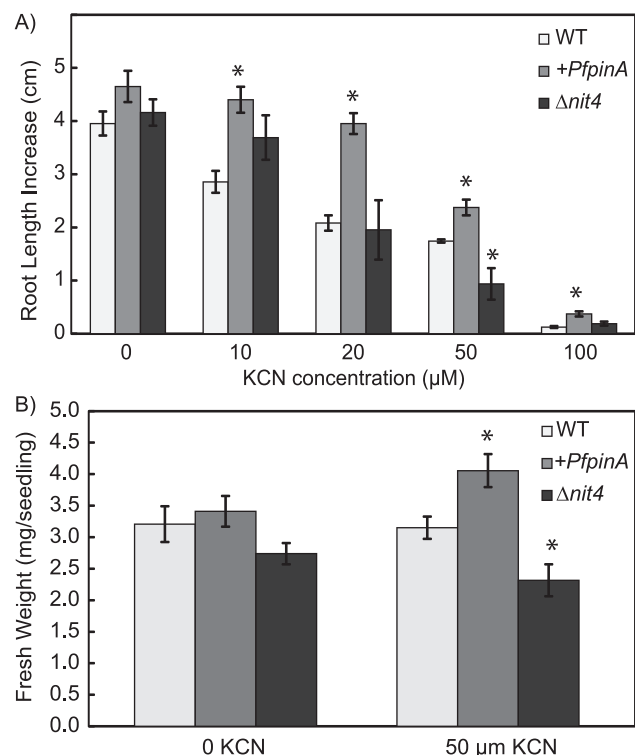 A)
Root Length Increase (cm)
5
4
3
2
1
0
WT
+PfpinA
Δnit4
* * * * *
0 10 20 50 100
KCN concentration (µM)
B)
Fresh Weight (mg/seedling)
5.0
4.5
4.0
3.5
3.0
2.5
2.0
1.5
1.0
0.5
0.0
WT
+PfpinA
Δnit4
* *
0 KCN 50 µm KCN